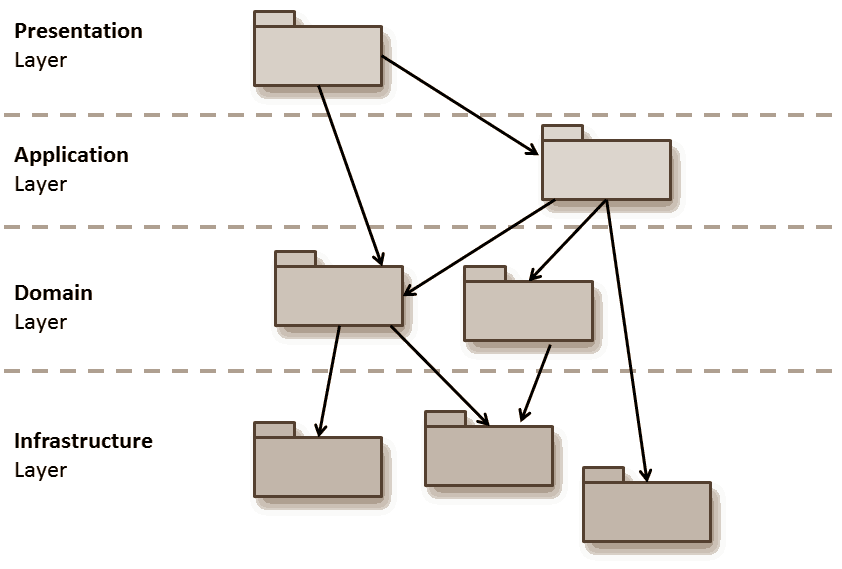 Presentation
Layer
Application
Layer
Domain
Layer
Infrastructure
Layer